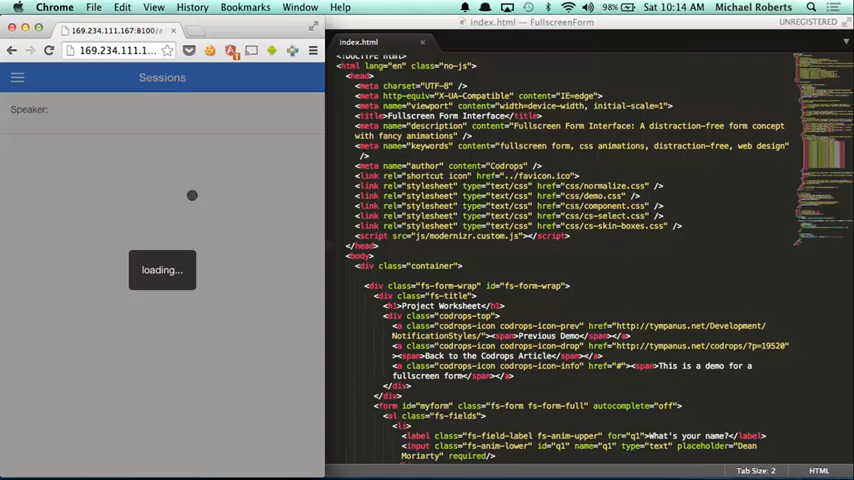 Chrome File Edit View History Bookmarks Window Help 98% Sat 10:14 AM Michael Roberts
index.html — FullscreenForm UNREGISTERED
169.234.111.167:8100/
index.html
169.234.111.1
Sessions
Speaker:
loading...
<!DOCTYPE html>
<html lang="en" class="no-js">
<head>
<meta charset="UTF-8" />
<meta http-equiv="X-UA-Compatible" content="IE=edge">
<meta name="viewport" content="width=device-width, initial-scale=1">
<title>Fullscreen Form Interface</title>
<meta name="description" content="Fullscreen Form Interface: A distraction-free form concept
with fancy animations" />
<meta name="keywords" content="fullscreen form, css animations, distraction-free, web design"
/>
<meta name="author" content="Codrops" />
<link rel="shortcut icon" href="../favicon.ico">
<link rel="stylesheet" type="text/css" href="css/normalize.css" />
<link rel="stylesheet" type="text/css" href="css/demo.css" />
<link rel="stylesheet" type="text/css" href="css/component.css" />
<link rel="stylesheet" type="text/css" href="css/cs-select.css" />
<link rel="stylesheet" type="text/css" href="css/cs-skin-boxes.css" />
<script src="js/modernizr.custom.js"></script>
</head>
<body>
<div class="container">
<div class="fs-form-wrap" id="fs-form-wrap">
<div class="fs-title">
<h1>Project Worksheet</h1>
<div class="codrops-top">
<a class="codrops-icon codrops-icon-prev" href="http://tympanus.net/Development/
NotificationStyles/"><span>Previous Demo</span></a>
<a class="codrops-icon codrops-icon-drop" href="http://tympanus.net/codrops/?p=19520"
><span>Back to the Codrops Article</span></a>
<a class="codrops-icon codrops-icon-info" href="#"><span>This is a demo for a
fullscreen form</span></a>
</div>
</div>
<form id="myform" class="fs-form fs-form-full" autocomplete="off">
<ol class="fs-fields">
<li>
<label class="fs-field-label fs-anim-upper" for="q1">What's your name?</label>
<input class="fs-anim-lower" id="q1" name="q1" type="text" placeholder="Dean
Moriarty" required/>
Tab Size: 2 HTML